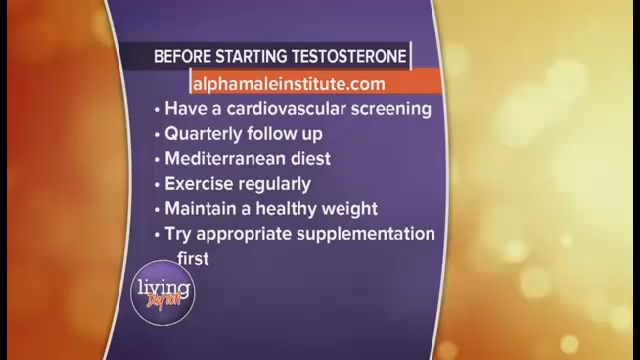 BEFORE STARTING TESTOSTERONE
alphamaleinstitute.com
• Have a cardiovascular screening
• Quarterly follow up
• Mediterranean diest
• Exercise regularly
• Maintain a healthy weight
• Try appropriate supplementation
first
living
Dayton